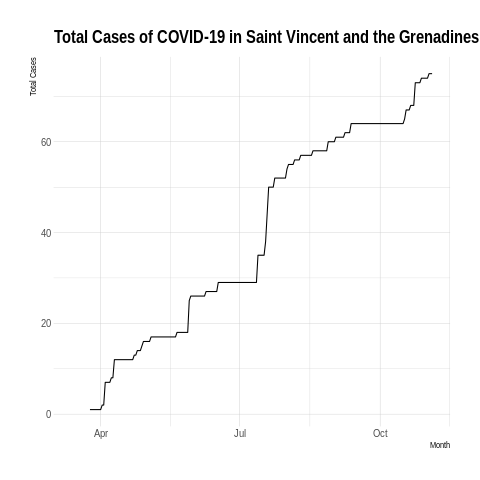 Total Cases of COVID-19 in Saint Vincent and the Grenadines
Total Cases
60
40
20
0
Apr
Jul
Oct
Month